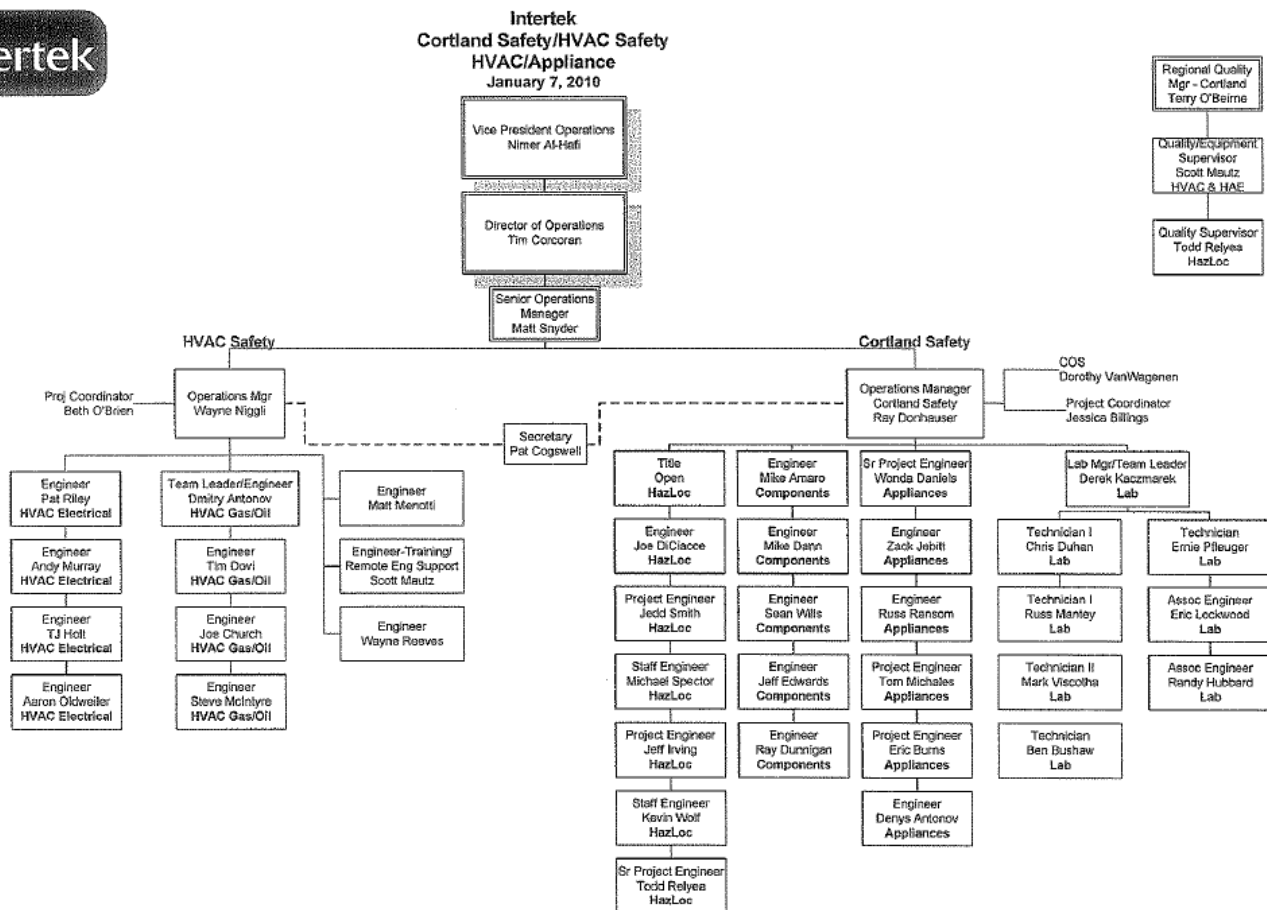 ertek
Intertek
Cortland Safety/HVAC Safety
HVAC/Appliance
January 7, 2010
Vice President Operations
Nimer Al-Hafi
Director of Operations
Tim Corcoran
Senior Operations
Manager
Matt Snyder
Regional Quality
Mgr - Cortland
Terry O'Beirne
Quality/Equipment
Supervisor
Scott Mautz
HVAC & HAE
Quality Supervisor
Todd Relyea
HazLoc
HVAC Safety
Proj Coordinator
Beth O'Brien
Operations Mgr
Wayne Niggli
Secretary
Pat Cogswell
Cortland Safety
Operations Manager
Cortland Safety
Ray Donhauser
COS
Dorothy VanWagenen
Project Coordinator
Jessica Billings
Engineer
Pat Riley
HVAC Electrical
Engineer
Andy Murray
HVAC Electrical
Engineer
TJ Holt
HVAC Electrical
Engineer
Aaron Oldweiler
HVAC Electrical
Team Leader/Engineer
Dmitry Antonov
HVAC Gas/Oil
Engineer
Tim Dovi
HVAC Gas/Oil
Engineer
Joe Church
HVAC Gas/Oil
Engineer
Steve McIntyre
HVAC Gas/Oil
Engineer
Matt Menotti
Engineer-Training/
Remote Eng Support
Scott Mautz
Engineer
Wayne Reeves
Title
Open
HazLoc
Engineer
Joe DiCiacce
HazLoc
Project Engineer
Jedd Smith
HazLoc
Staff Engineer
Michael Spector
HazLoc
Project Engineer
Jeff Irving
HazLoc
Staff Engineer
Kevin Wolf
HazLoc
Sr Project Engineer
Todd Relyea
HazLoc
Engineer
Mike Amaro
Components
Engineer
Mike Dann
Components
Engineer
Sean Wills
Components
Engineer
Jeff Edwards
Components
Engineer
Ray Dunnigan
Components
Sr Project Engineer
Wonda Daniels
Appliances
Engineer
Zack Jebitt
Appliances
Engineer
Russ Ransom
Appliances
Project Engineer
Tom Michales
Appliances
Project Engineer
Eric Burns
Appliances
Engineer
Denys Antonov
Appliances
Lab Mgr/Team Leader
Derek Kaczmarek
Lab
Technician I
Chris Duhan
Lab
Technician I
Russ Mantey
Lab
Technician II
Mark Viscotha
Lab
Technician
Ben Bushaw
Lab
Technician
Ernie Pfleuger
Lab
Assoc Engineer
Eric Lockwood
Lab
Assoc Engineer
Randy Hubbard
Lab